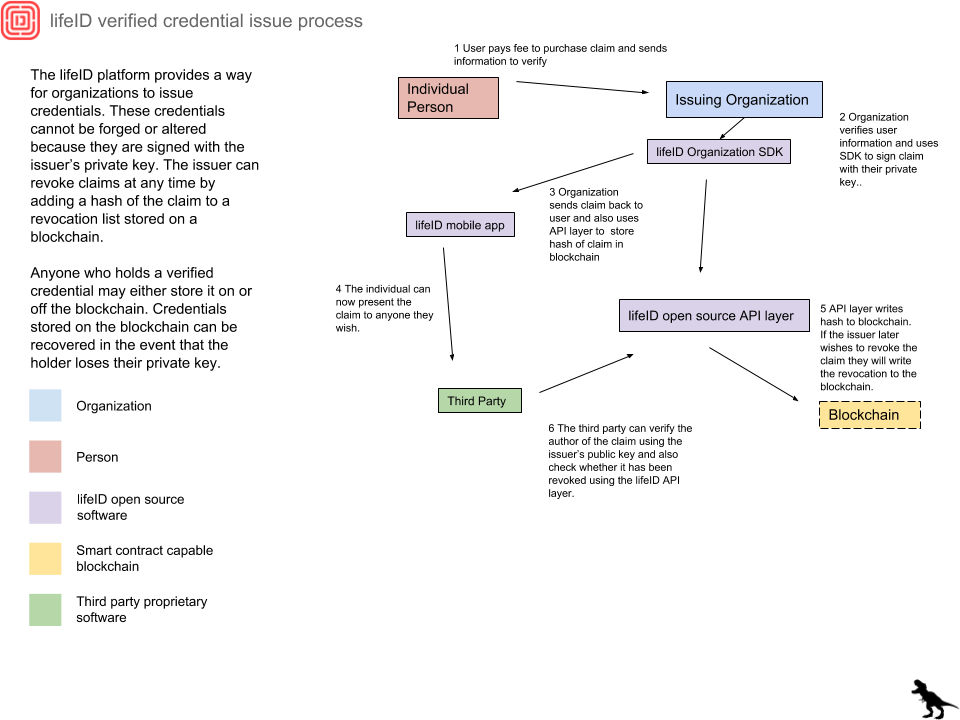 lifeID verified credential issue process
The lifeID platform provides a way
for organizations to issue
credentials. These credentials
cannot be forged or altered
because they are signed with the
issuer's private key. The issuer can
revoke claims at any time by
adding a hash of the claim to a
revocation list stored on a
blockchain.
Anyone who holds a verified
credential may either store it on or
off the blockchain. Credentials
stored on the blockchain can be
recovered in the event that the
holder loses their private key.
Organization
Person
lifeID open source
software
Smart contract capable
blockchain
Third party proprietary
software
1 User pays fee to purchase claim and sends
information to verify
Individual
Person
Issuing Organization
2 Organization
verifies user
information and uses
SDK to sign claim
with their private
key..
lifeID Organization SDK
3 Organization
sends claim back to
user and also uses
API layer to store
hash of claim in
blockchain
lifeID mobile app
4 The individual can
now present the
claim to anyone they
wish.
lifeID open source API layer
5 API layer writes
hash to blockchain.
If the issuer later
wishes to revoke the
claim they will write
the revocation to the
blockchain.
Third Party
Blockchain
6 The third party can verify the
author of the claim using the
issuer's public key and also
check whether it has been
revoked using the lifeID API
layer.